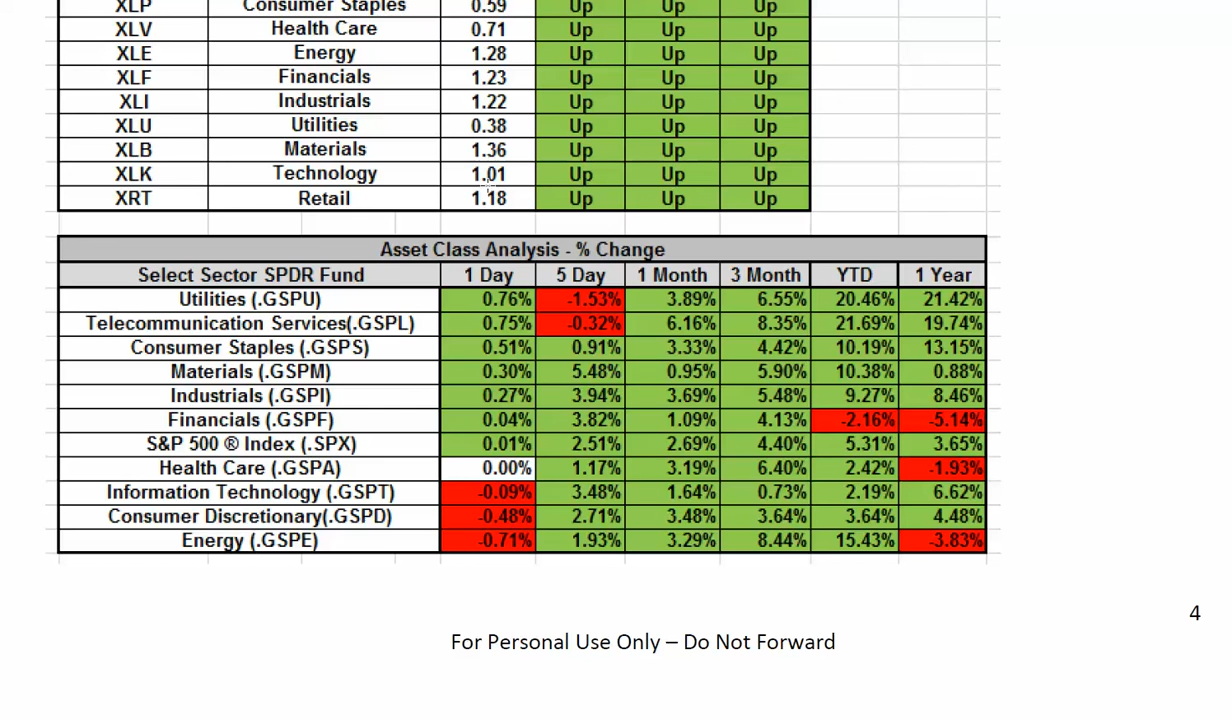 XLP Consumer Staples 0.59 Up Up Up
XLV Health Care 0.71 Up Up Up
XLE Energy 1.28 Up Up Up
XLF Financials 1.23 Up Up Up
XLI Industrials 1.22 Up Up Up
XLU Utilities 0.38 Up Up Up
XLB Materials 1.36 Up Up Up
XLK Technology 1.01 Up Up Up
XRT Retail 1.18 Up Up Up
Asset Class Analysis - % Change
Select Sector SPDR Fund 1 Day 5 Day 1 Month 3 Month YTD 1 Year
Utilities (.GSPU) 0.76% -1.53% 3.89% 6.55% 20.46% 21.42%
Telecommunication Services(.GSPL) 0.75% -0.32% 6.16% 8.35% 21.69% 19.74%
Consumer Staples (.GSPS) 0.51% 0.91% 3.33% 4.42% 10.19% 13.15%
Materials (.GSPM) 0.30% 5.48% 0.95% 5.90% 10.38% 0.88%
Industrials (.GSPI) 0.27% 3.94% 3.69% 5.48% 9.27% 8.46%
Financials (.GSPF) 0.04% 3.82% 1.09% 4.13% -2.16% -5.14%
S&P 500 ® Index (.SPX) 0.01% 2.51% 2.69% 4.40% 5.31% 3.65%
Health Care (.GSPA) 0.00% 1.17% 3.19% 6.40% 2.42% -1.93%
Information Technology (.GSPT) -0.09% 3.48% 1.64% 0.73% 2.19% 6.62%
Consumer Discretionary(.GSPD) -0.48% 2.71% 3.48% 3.64% 3.64% 4.48%
Energy (.GSPE) -0.71% 1.93% 3.29% 8.44% 15.43% -3.83%
4
For Personal Use Only – Do Not Forward